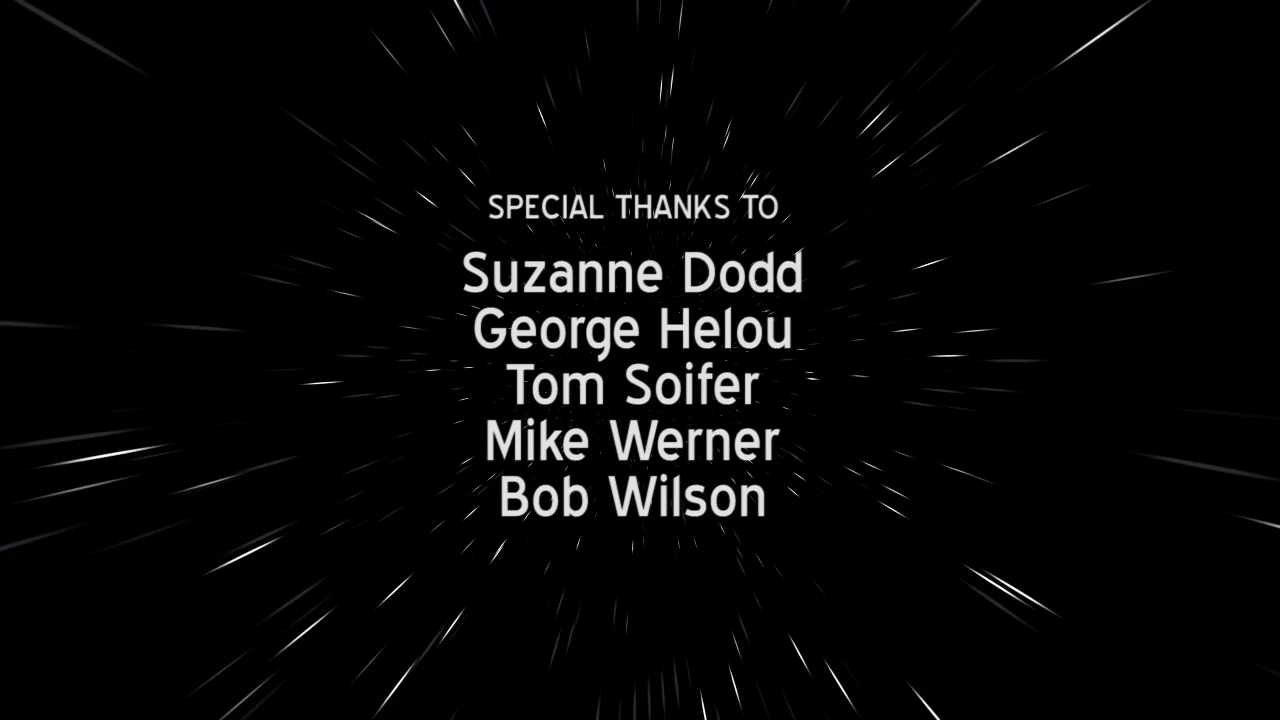 SPECIAL THANKS TO
Suzanne Dodd
George Helou
Tom Soifer
Mike Werner
Bob Wilson